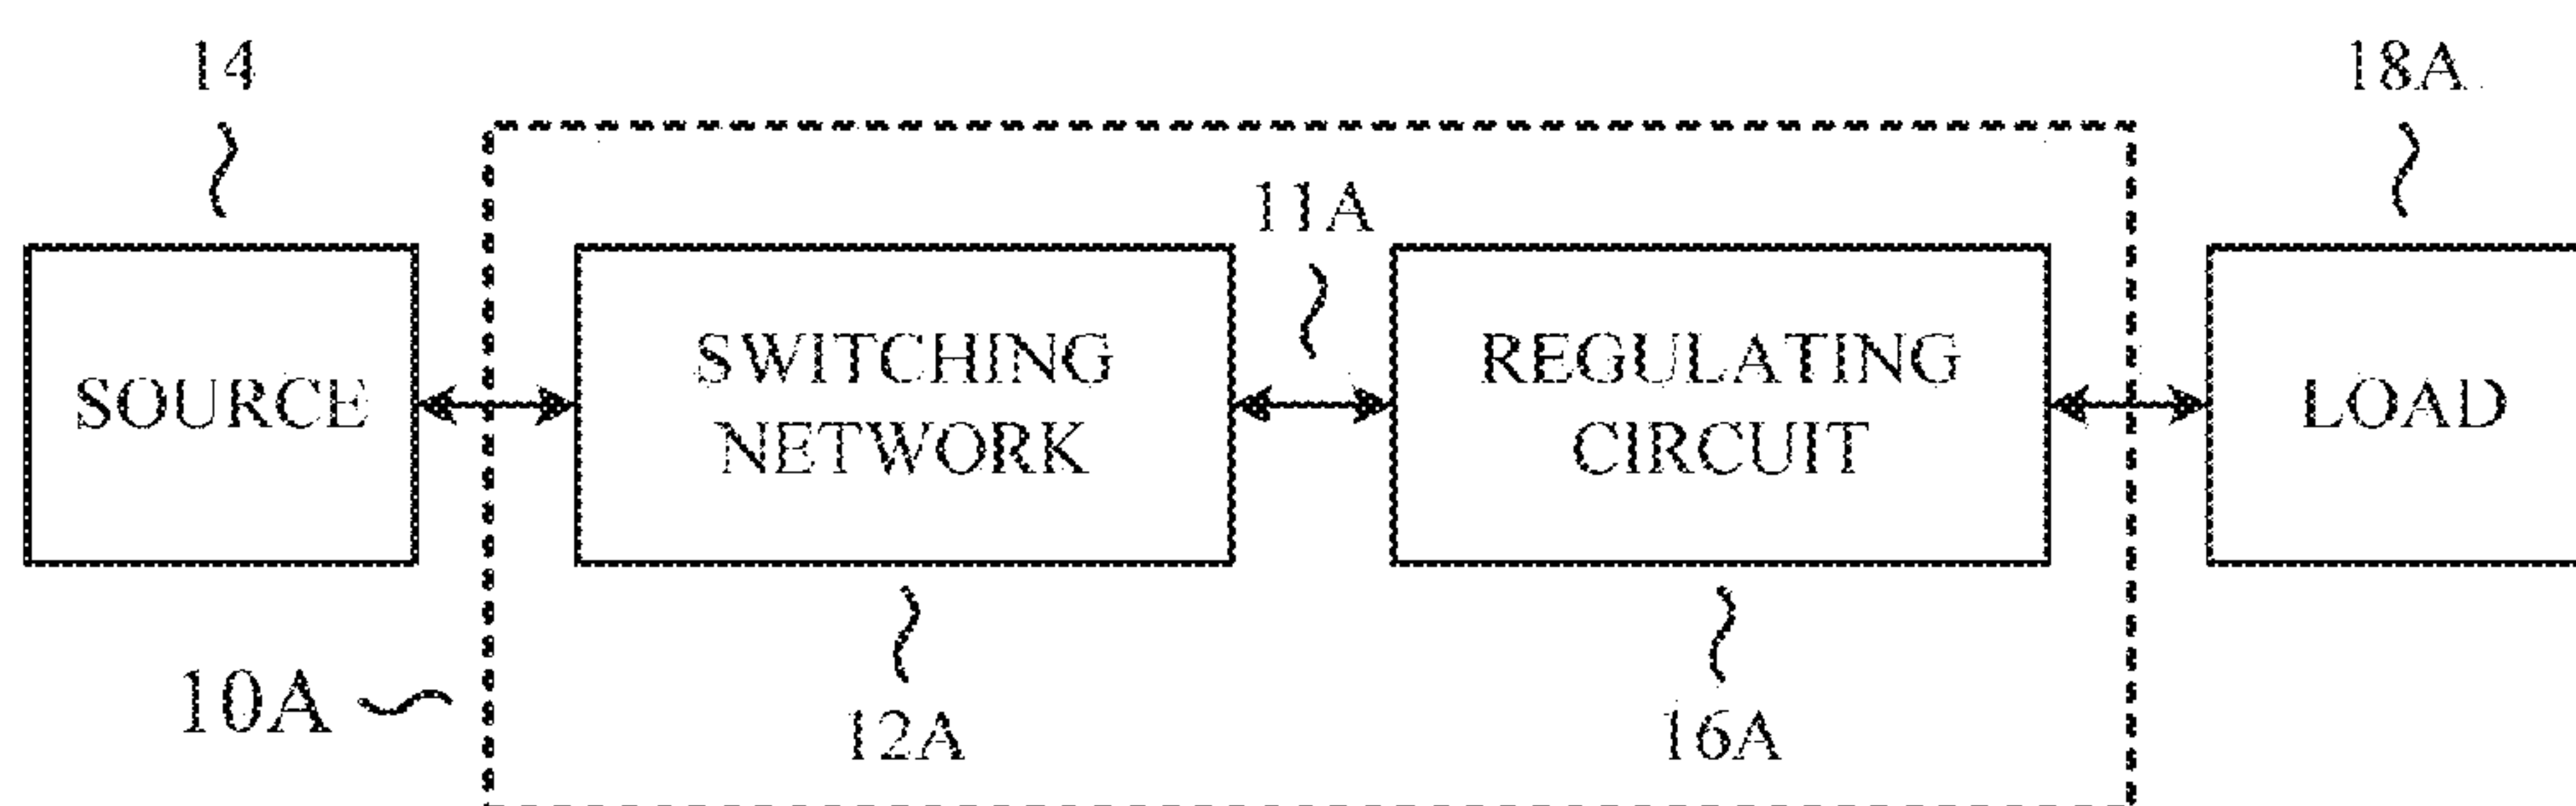 14
18A
11A
SOURCE
SWITCHING
NETWORK
REGULATING
CIRCUIT
LOAD
10A
12A
16A